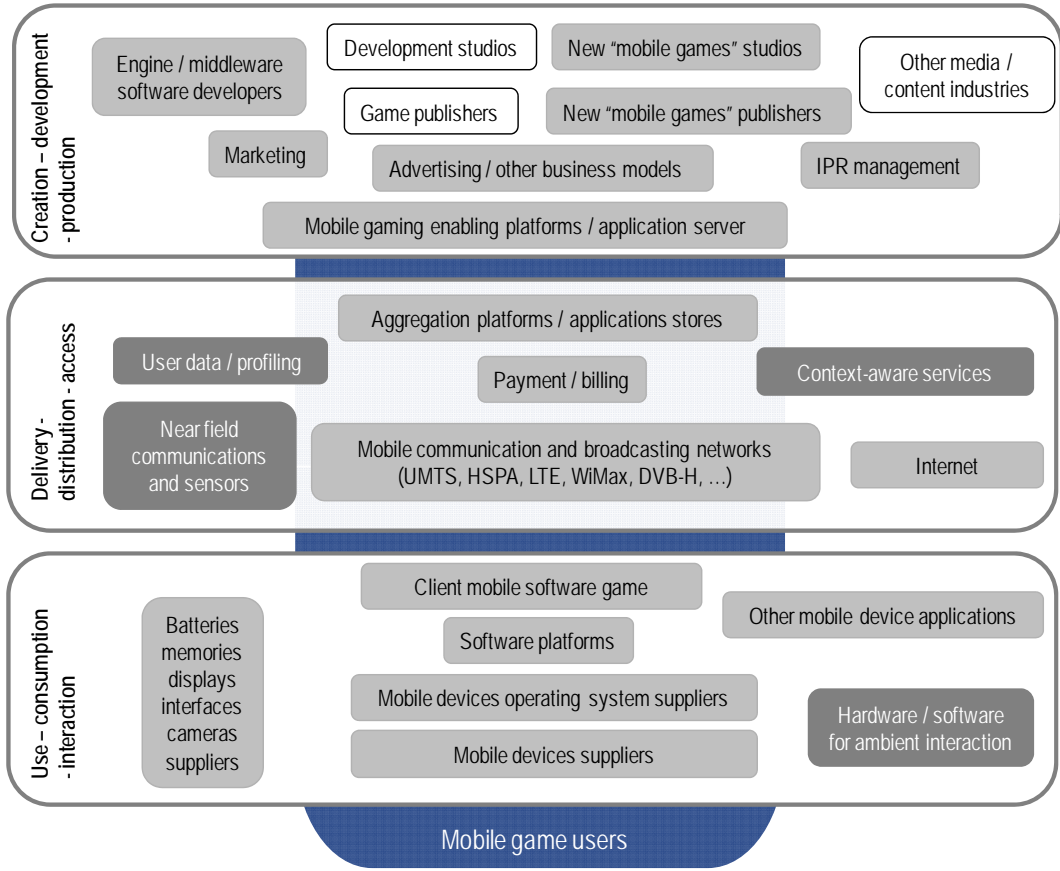 Creation – development
- production
Engine / middleware
software developers
Development studios
New “mobile games” studios
Other media /
content industries
Game publishers
New “mobile games” publishers
Marketing
Advertising / other business models
IPR management
Mobile gaming enabling platforms / application server
Delivery -
distribution - access
Aggregation platforms / applications stores
User data / profiling
Payment / billing
Context-aware services
Near field
communications
and sensors
Mobile communication and broadcasting networks
(UMTS, HSPA, LTE, WiMax, DVB-H, …)
Internet
Use – consumption
- interaction
Batteries
memories
displays
interfaces
cameras
suppliers
Client mobile software game
Other mobile device applications
Software platforms
Mobile devices operating system suppliers
Hardware / software
for ambient interaction
Mobile devices suppliers
Mobile game users